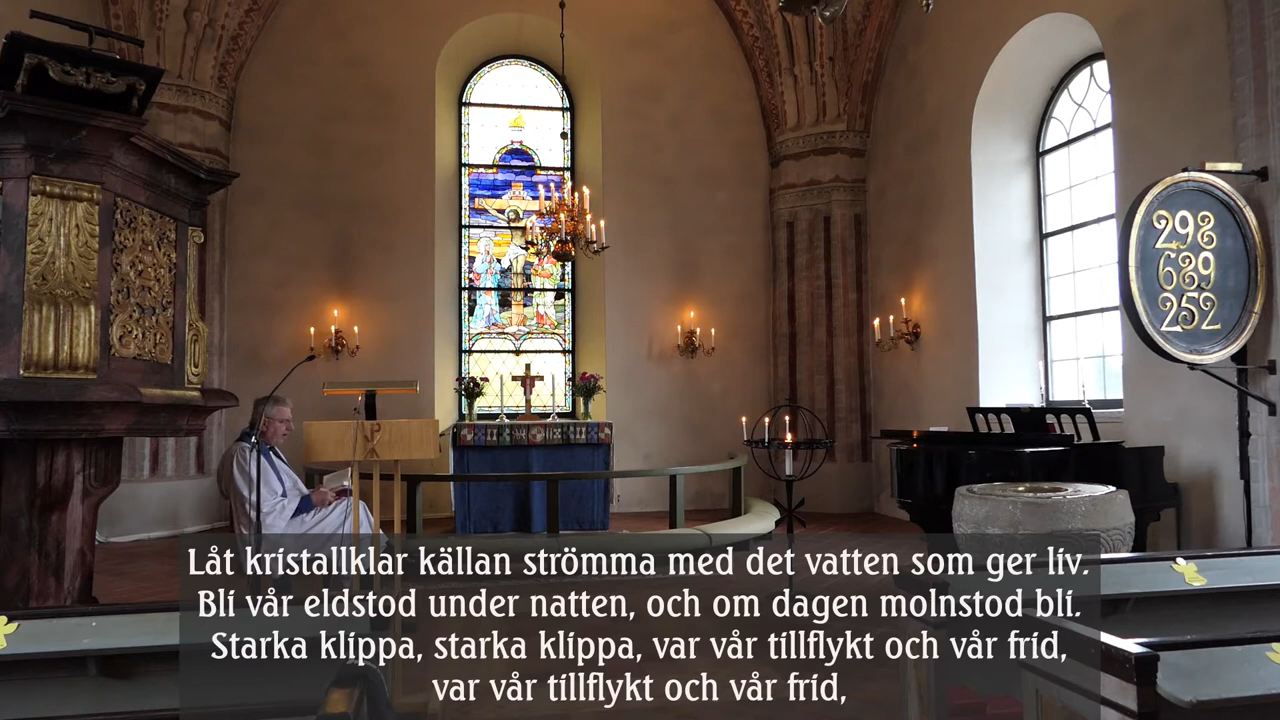 298
689
252
Låt kristallklar källan strömma med det vatten som ger liv.
Bli vår eldstod under natten, och om dagen molnstod bli.
Starka klippa, starka klippa, var vår tillflykt och vår frid,
var vår tillflykt och vår frid,